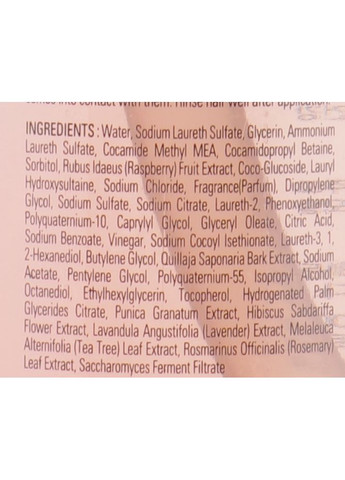 comes into contact with them. Rinse hair well after application.
INGREDIENTS : Water, Sodium Laureth Sulfate, Glycerin, Ammonium
Laureth Sulfate, Cocamide Methyl MEA, Cocamidopropyl Betaine,
Sorbitol, Rubus Idaeus (Raspberry) Fruit Extract, Coco-Glucoside, Lauryl
Hydroxysultaine, Sodium Chloride, Fragrance(Parfum), Dipropylene
Glycol, Sodium Sulfate, Sodium Citrate, Laureth-2, Phenoxyethanol,
Polyquaternium-10, Caprylyl Glycol, Glyceryl Oleate, Citric Acid,
Sodium Benzoate, Vinegar, Sodium Cocoyl Isethionate, Laureth-3, 1,
2-Hexanediol, Butylene Glycol, Quillaja Saponaria Bark Extract, Sodium
Acetate, Pentylene Glycol, Polyquaternium-55, Isopropyl Alcohol,
Octanediol, Ethylhexylglycerin, Tocopherol, Hydrogenated Palm
Glycerides Citrate, Punica Granatum Extract, Hibiscus Sabdariffa
Flower Extract, Lavandula Angustifolia (Lavender) Extract, Melaleuca
Alternifolia (Tea Tree) Leaf Extract, Rosmarinus Officinalis (Rosemary)
Leaf Extract, Saccharomyces Ferment Filtrate